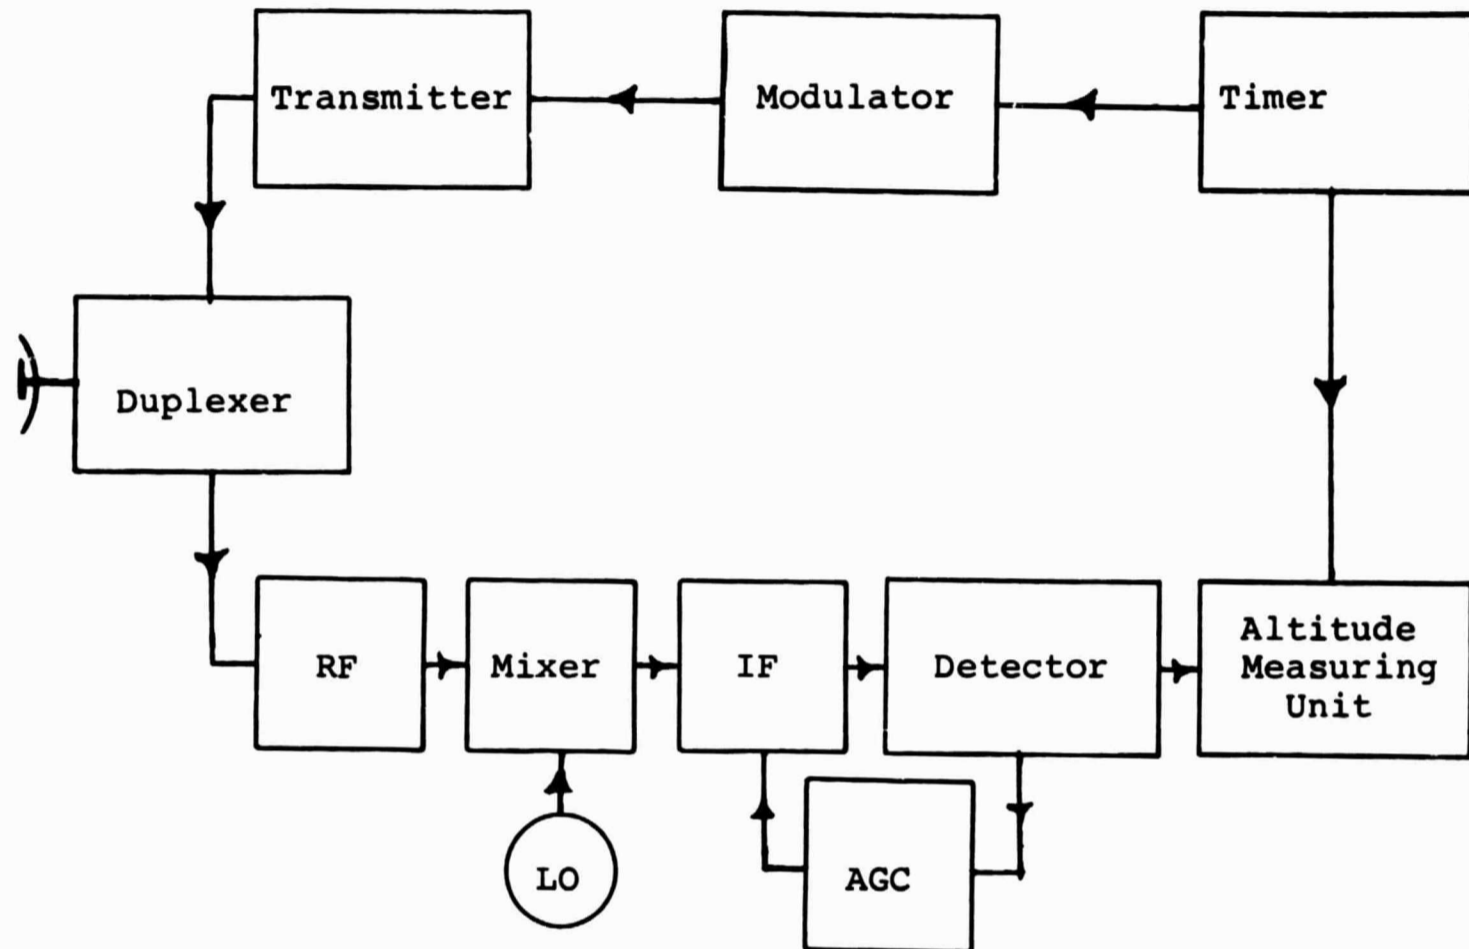 Transmitter
Modulator
Timer
Duplexer
RF
Mixer
IF
Detector
Altitude
Measuring
Unit
LO
AGC